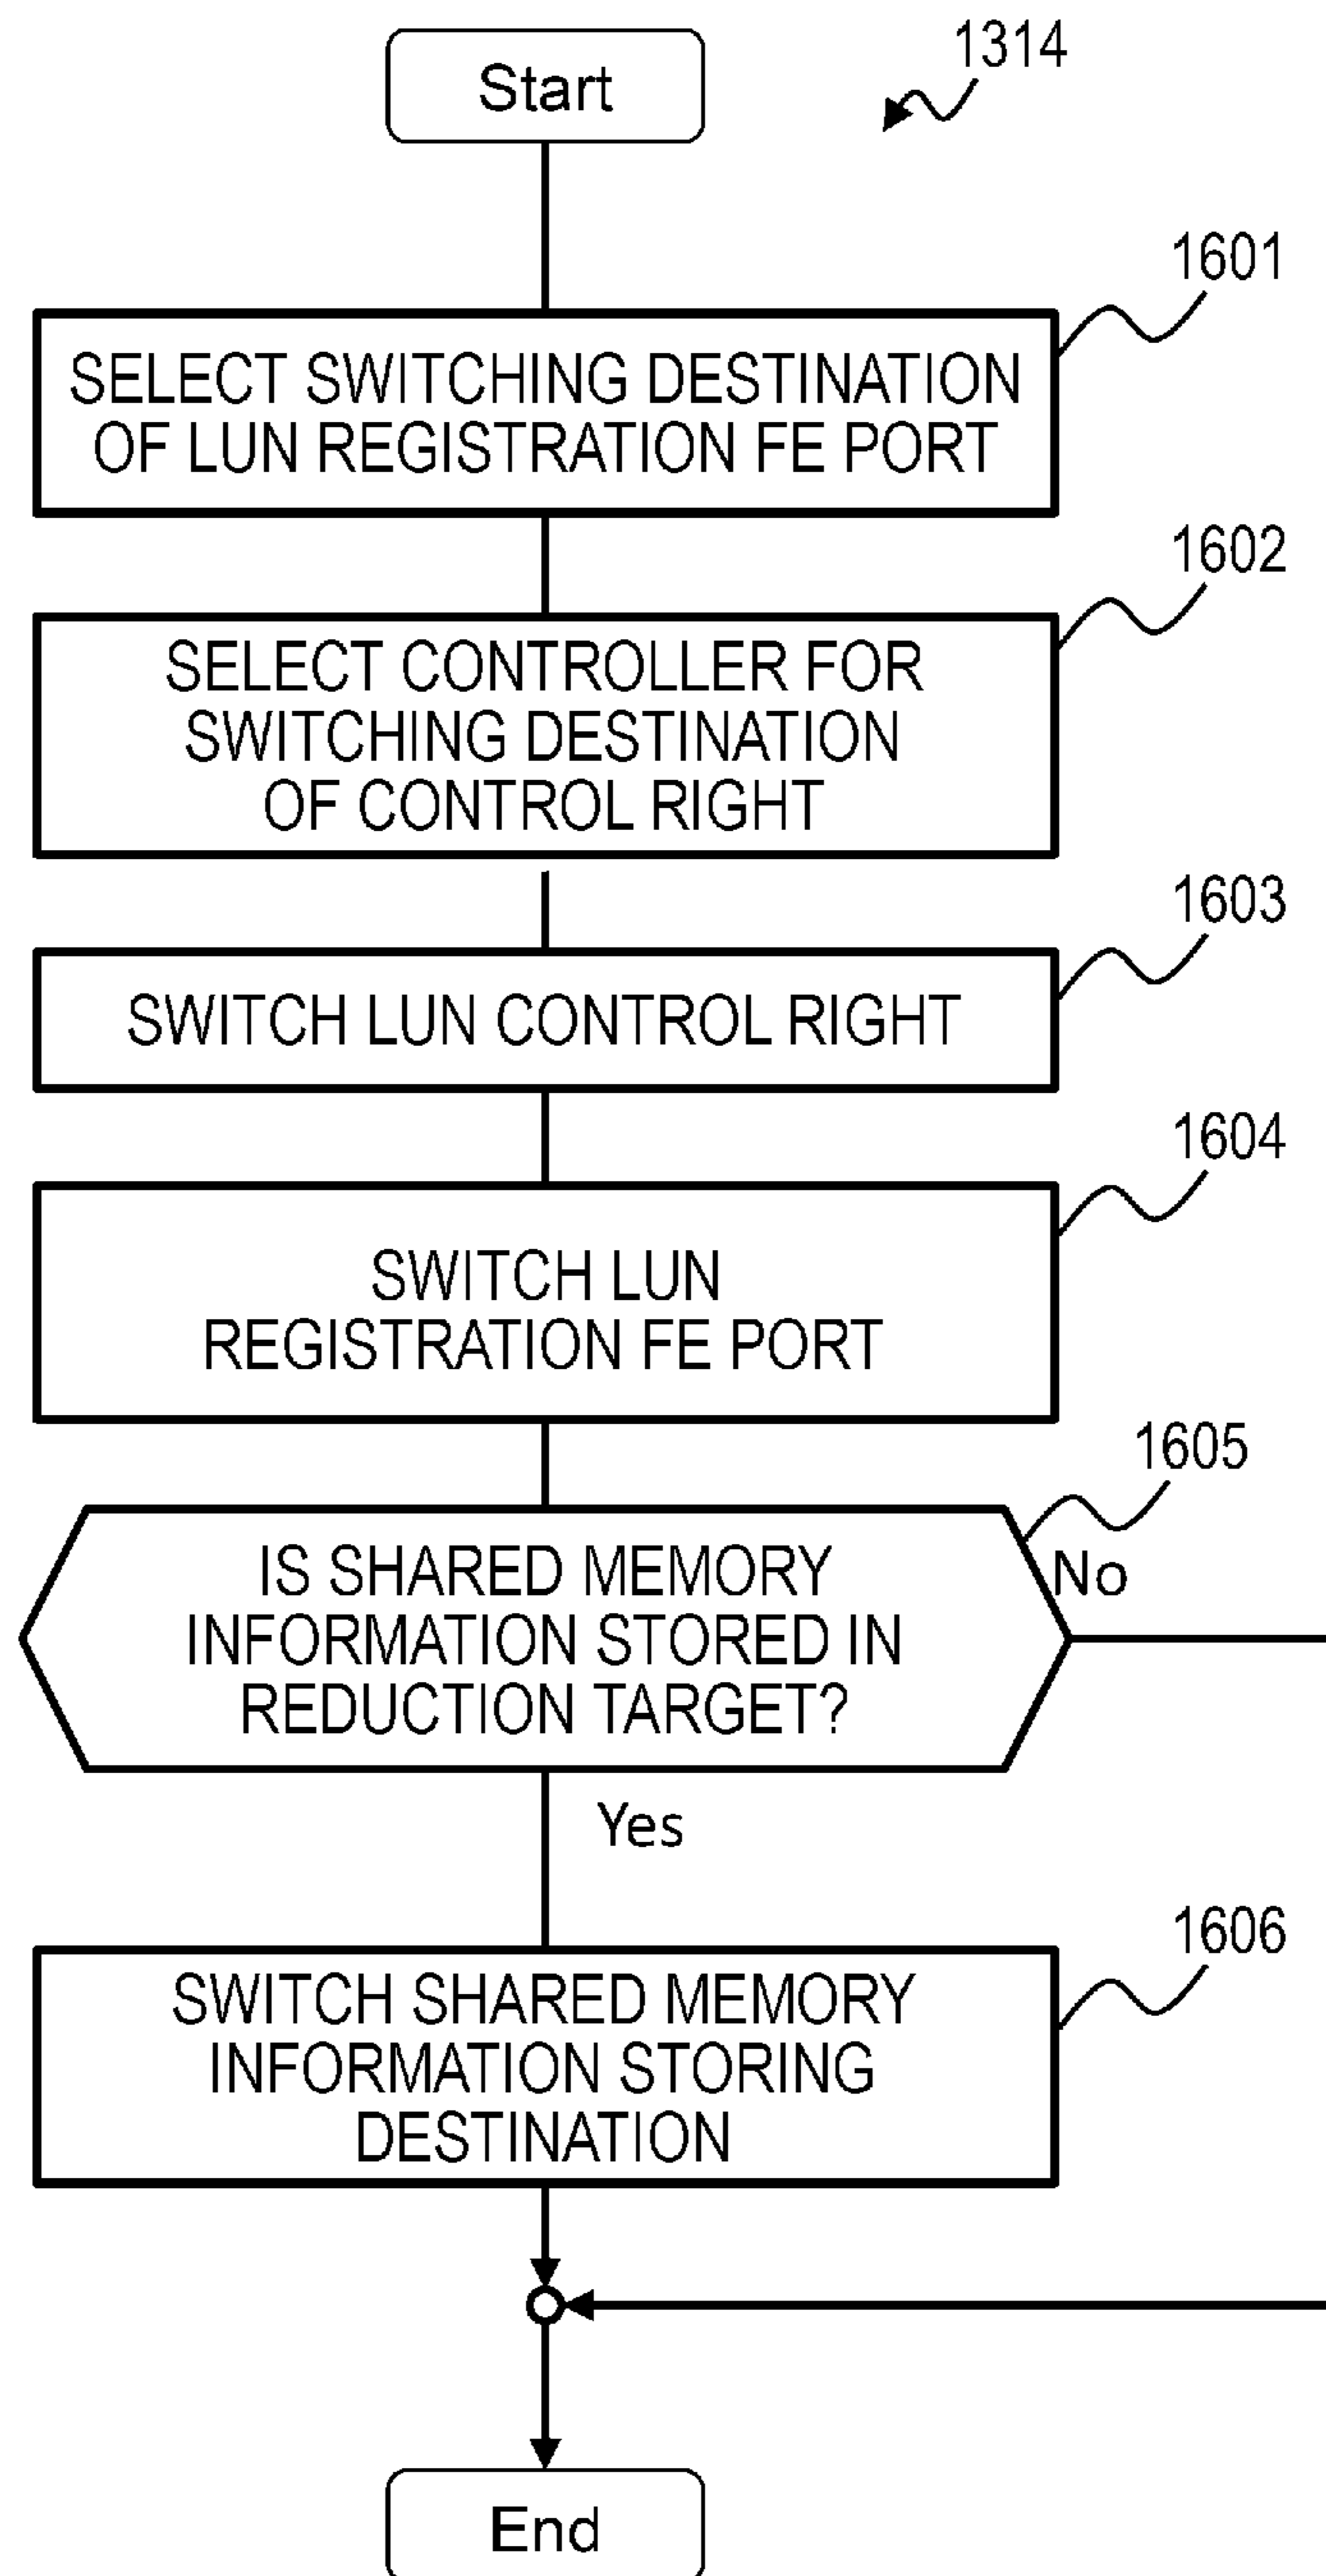 Start
1314
1601
SELECT SWITCHING DESTINATION
OF LUN REGISTRATION FE PORT
1602
SELECT CONTROLLER FOR
SWITCHING DESTINATION
OF CONTROL RIGHT
1603
SWITCH LUN CONTROL RIGHT
1604
SWITCH LUN
REGISTRATION FE PORT
1605
IS SHARED MEMORY
INFORMATION STORED IN
REDUCTION TARGET?
No
Yes
1606
SWITCH SHARED MEMORY
INFORMATION STORING
DESTINATION
End